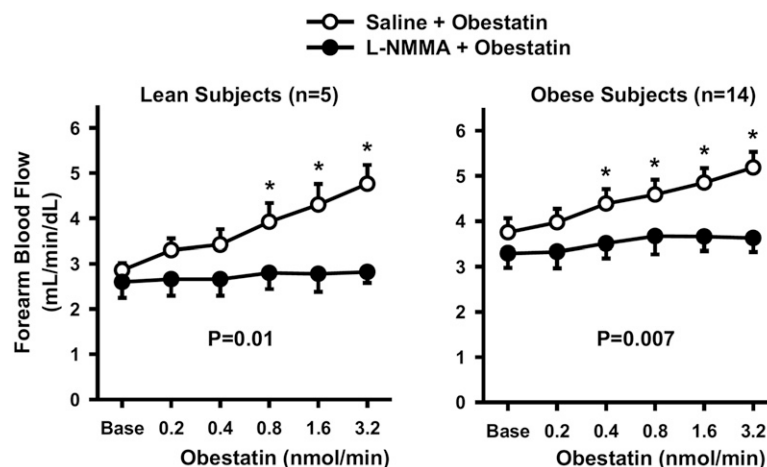 Saline + Obestatin
L-NMMA + Obestatin
Lean Subjects (n=5)
Forearm Blood Flow
(mL/min/dL)
6
5
4
3
2
1
0
*
*
*
P=0.01
Base 0.2 0.4 0.8 1.6 3.2
Obestatin (nmol/min)
Obese Subjects (n=14)
6
5
4
3
2
1
0
*
*
*
*
P=0.007
Base 0.2 0.4 0.8 1.6 3.2
Obestatin (nmol/min)